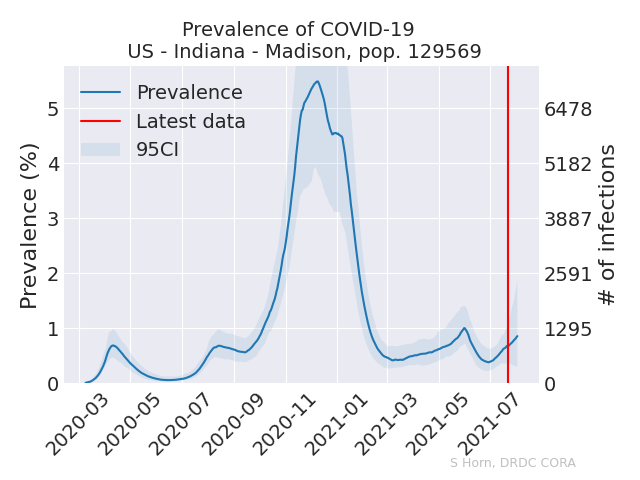 Prevalence of COVID-19
US - Indiana - Madison, pop. 129569
Prevalence
Latest data
95CI
Prevalence (%)
5
4
3
2
1
0
6478
5182
3887
2591
1295
0
# of infections
2020-03
2020-05
2020-07
2020-09
2020-11
2021-01
2021-03
2021-05
2021-07
S Horn, DRDC CORA